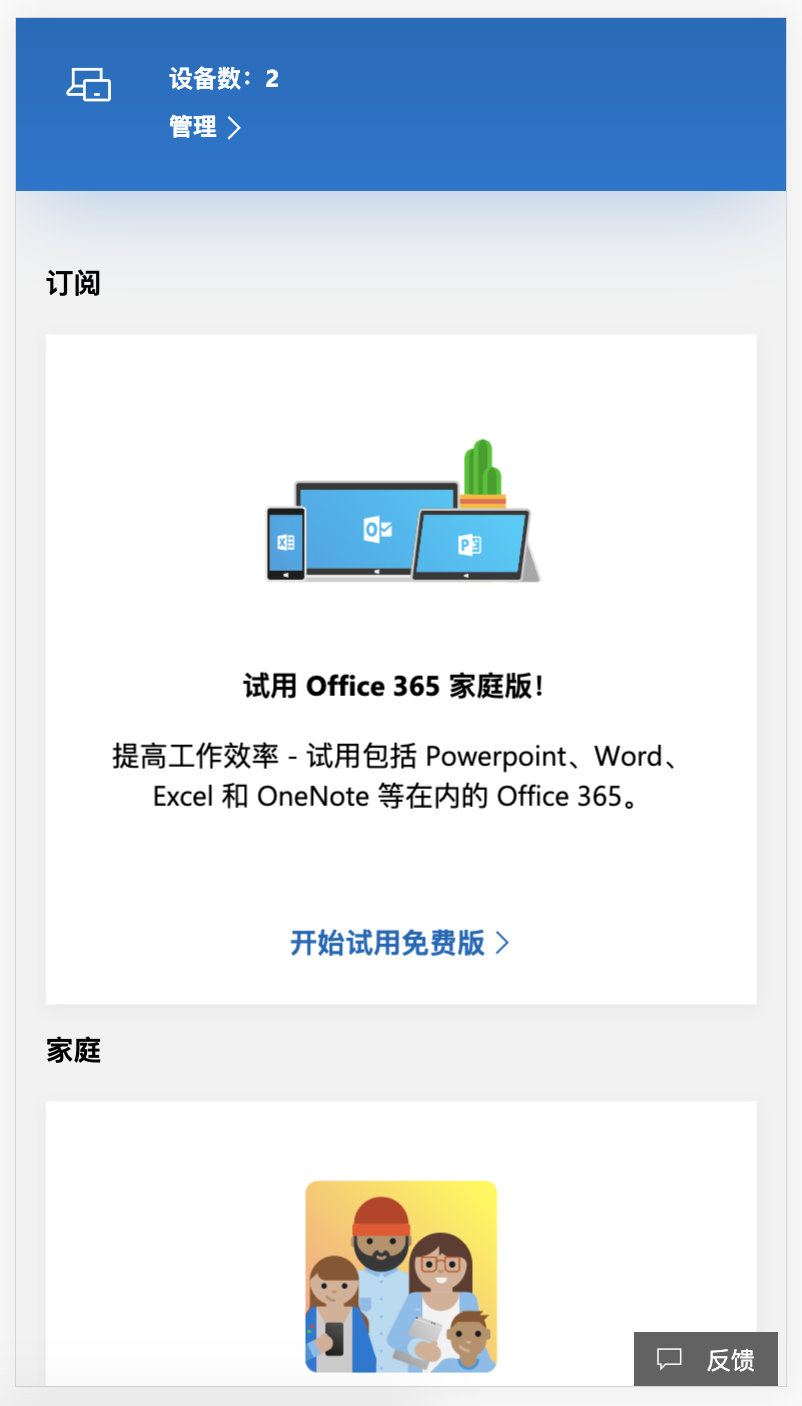 设备数：2
管理
订阅
试用 Office 365 家庭版！
提高工作效率 - 试用包括 Powerpoint、Word、
Excel 和 OneNote 等在内的 Office 365。
开始试用免费版
家庭
反馈